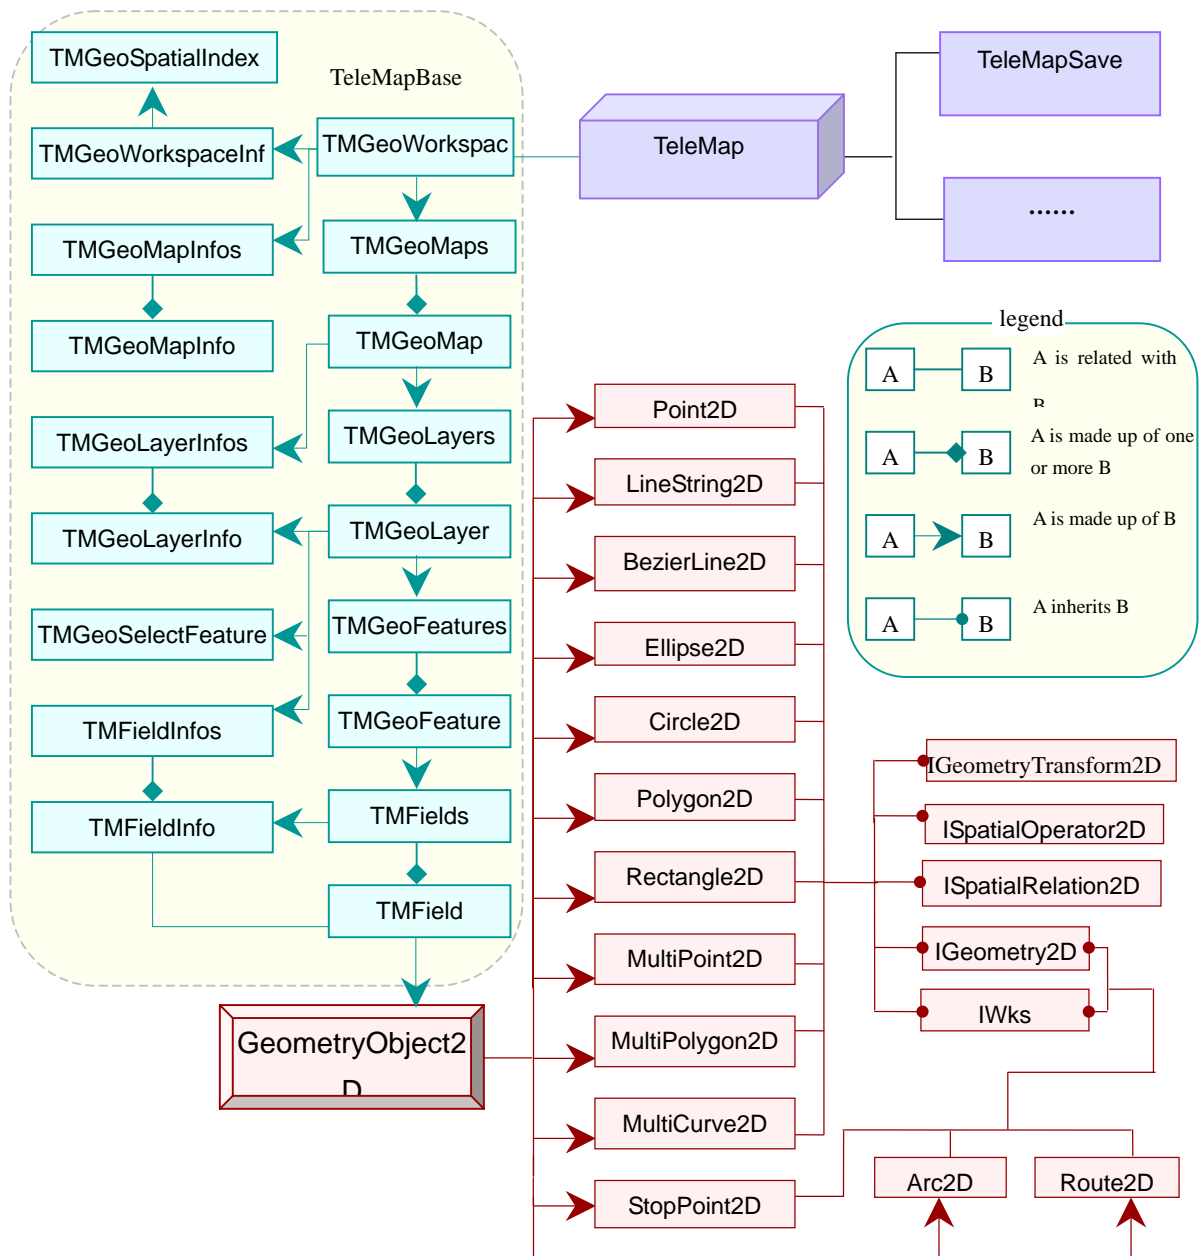 TMGeoSpatialIndex
TeleMapBase
TMGeoWorkspaceInf
TMGeoWorkspac
TeleMap
TeleMapSave
......
TMGeoMapInfos
TMGeoMaps
TMGeoMapInfo
TMGeoMap
TMGeoLayerInfos
TMGeoLayers
TMGeoLayerInfo
TMGeoLayer
TMGeoSelectFeature
TMGeoFeatures
TMFieldInfos
TMGeoFeature
TMFieldInfo
TMFields
TMField
GeometryObject2
D
Point2D
LineString2D
BezierLine2D
Ellipse2D
Circle2D
Polygon2D
Rectangle2D
MultiPoint2D
MultiPolygon2D
MultiCurve2D
StopPoint2D
legend
A B A is related with
B
A B A is made up of one
or more B
A B A is made up of B
A B A inherits B
IGeometryTransform2D
ISpatialOperator2D
ISpatialRelation2D
IGeometry2D
IWks
Arc2D
Route2D